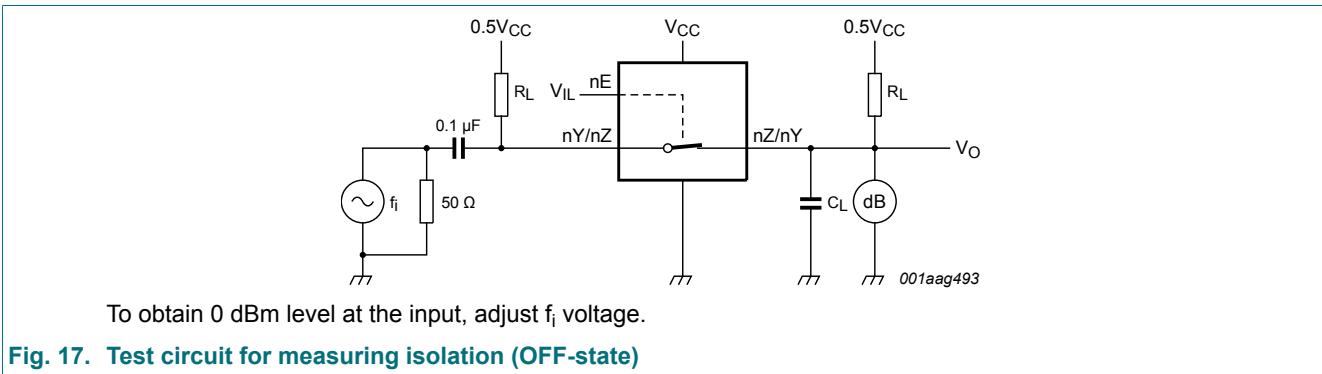 0.5VCC
VCC
0.5VCC
RL
VIL
nE
RL
0.1 µF
nY/nZ
nZ/nY
VO
fi
50 Ω
CL
dB
001aag493
To obtain 0 dBm level at the input, adjust fi voltage.
Fig. 17. Test circuit for measuring isolation (OFF-state)